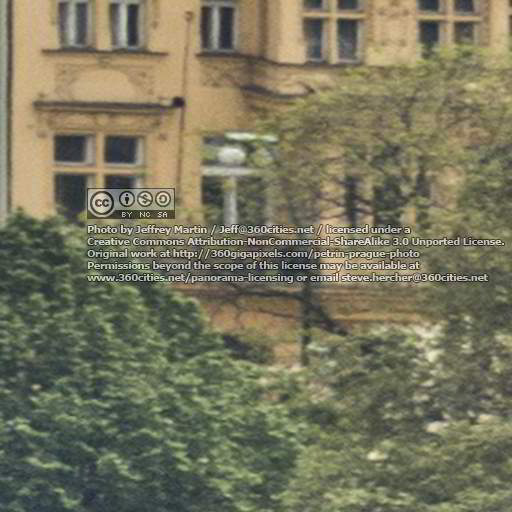 cc
BY NC SA
Photo by Jeffrey Martin / Jeff@360cities.net / licensed under a
Creative Commons Attribution-NonCommercial-ShareAlike 3.0 Unported License.
Original work at http://360gigapixels.com/petrin-prague-photo
Permissions beyond the scope of this license may be available at
www.360cities.net/panorama-licensing or email steve.hercher@360cities.net